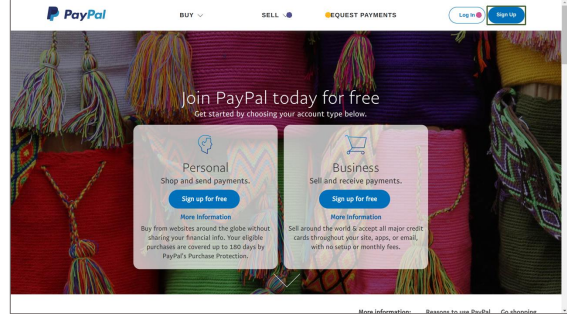 PayPal
BUY
SELL
EQUEST PAYMENTS
Log In
Sign Up
Join PayPal today for free
Get started by choosing your account type below.
Personal
Shop and send payments.
Sign up for free
More Information
Buy from websites around the globe without
sharing your financial info. Your eligible
purchases are covered up to 180 days by
PayPal's Purchase Protection.
Business
Sell and receive payments.
Sign up for free
More Information
Sell around the world & accept all major credit
cards throughout your site, apps, or email,
with no setup or monthly fees.
More information:
Reasons to use PayPal
Go shopping